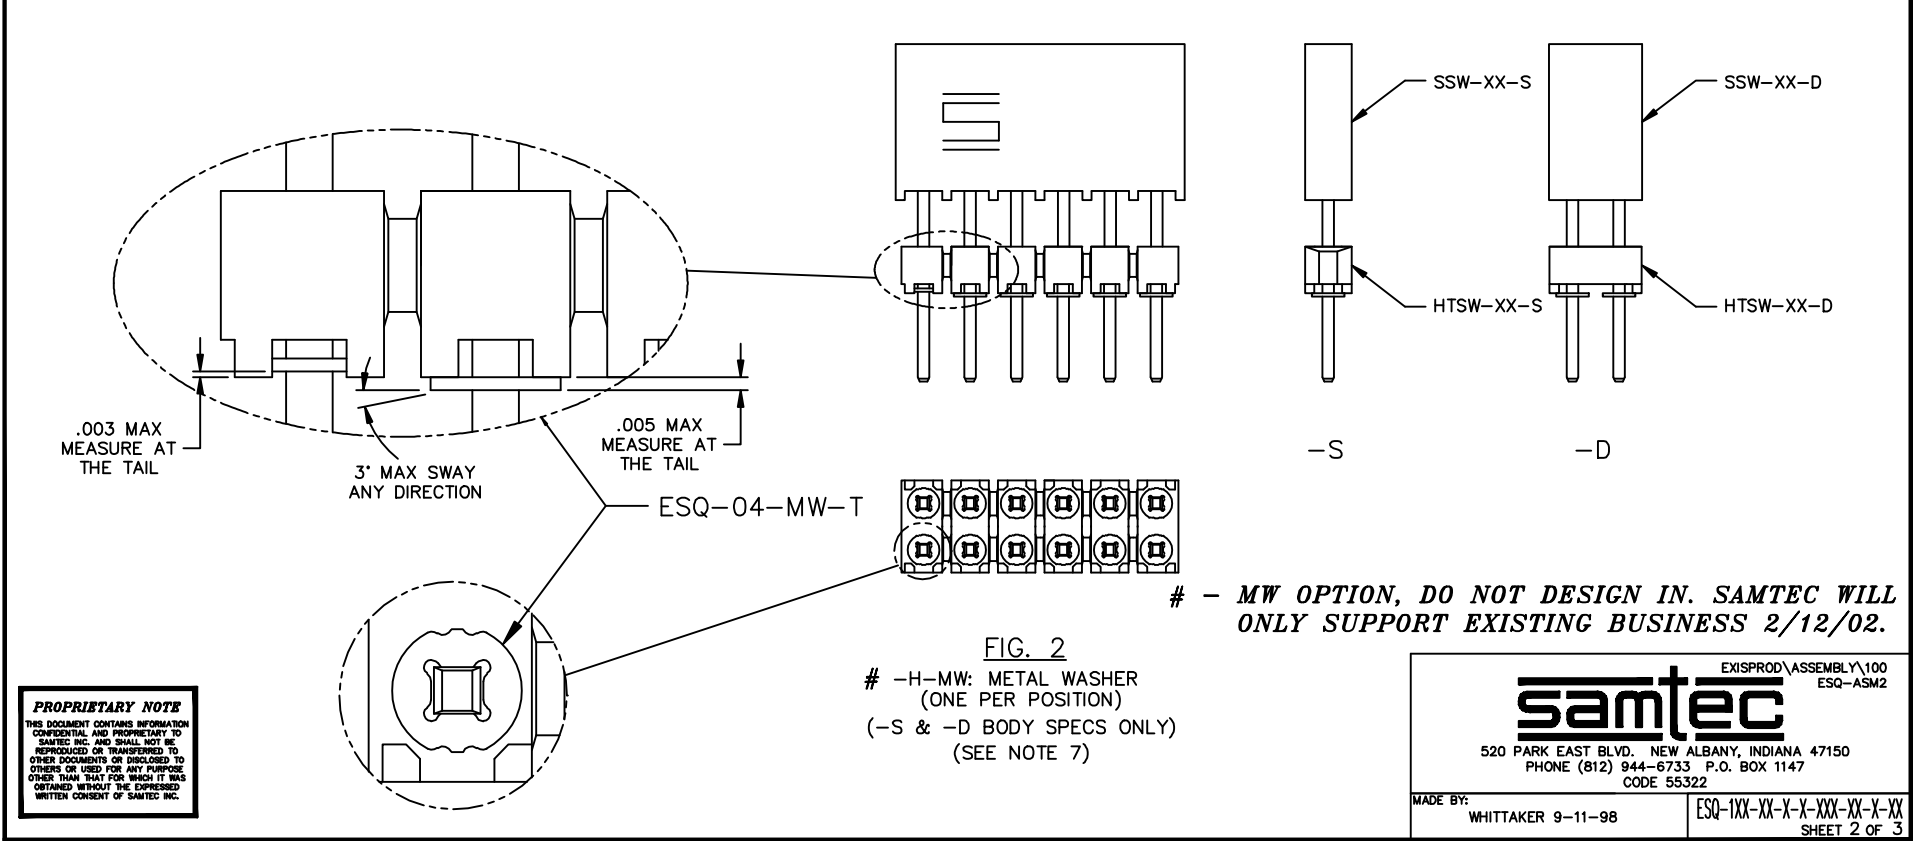 SSW-XX-S
SSW-XX-D
HTSW-XX-S
HTSW-XX-D
-S
-D
.003 MAX
MEASURE AT
THE TAIL
3° MAX SWAY
ANY DIRECTION
.005 MAX
MEASURE AT
THE TAIL
ESQ-04-MW-T
# - MW OPTION, DO NOT DESIGN IN. SAMTEC WILL
ONLY SUPPORT EXISTING BUSINESS 2/12/02.
FIG. 2
# -H-MW: METAL WASHER
(ONE PER POSITION)
(-S & -D BODY SPECS ONLY)
(SEE NOTE 7)
PROPRIETARY NOTE
THIS DOCUMENT CONTAINS INFORMATION
CONFIDENTIAL AND PROPRIETARY TO
SAMTEC INC. AND SHALL NOT BE
REPRODUCED OR TRANSFERRED TO
OTHER DOCUMENTS OR DISCLOSED TO
OTHERS OR USED FOR ANY PURPOSE
OTHER THAN THAT FOR WHICH IT WAS
OBTAINED WITHOUT THE EXPRESSED
WRITTEN CONSENT OF SAMTEC INC.
EXISPROD\ASSEMBLY\100
ESQ-ASM2
samtec
520 PARK EAST BLVD. NEW ALBANY, INDIANA 47150
PHONE (812) 944-6733 P.O. BOX 1147
CODE 55322
MADE BY:
WHITTAKER 9-11-98
ESQ-1XX-XX-X-X-XXX-XX-X-XX
SHEET 2 OF 3